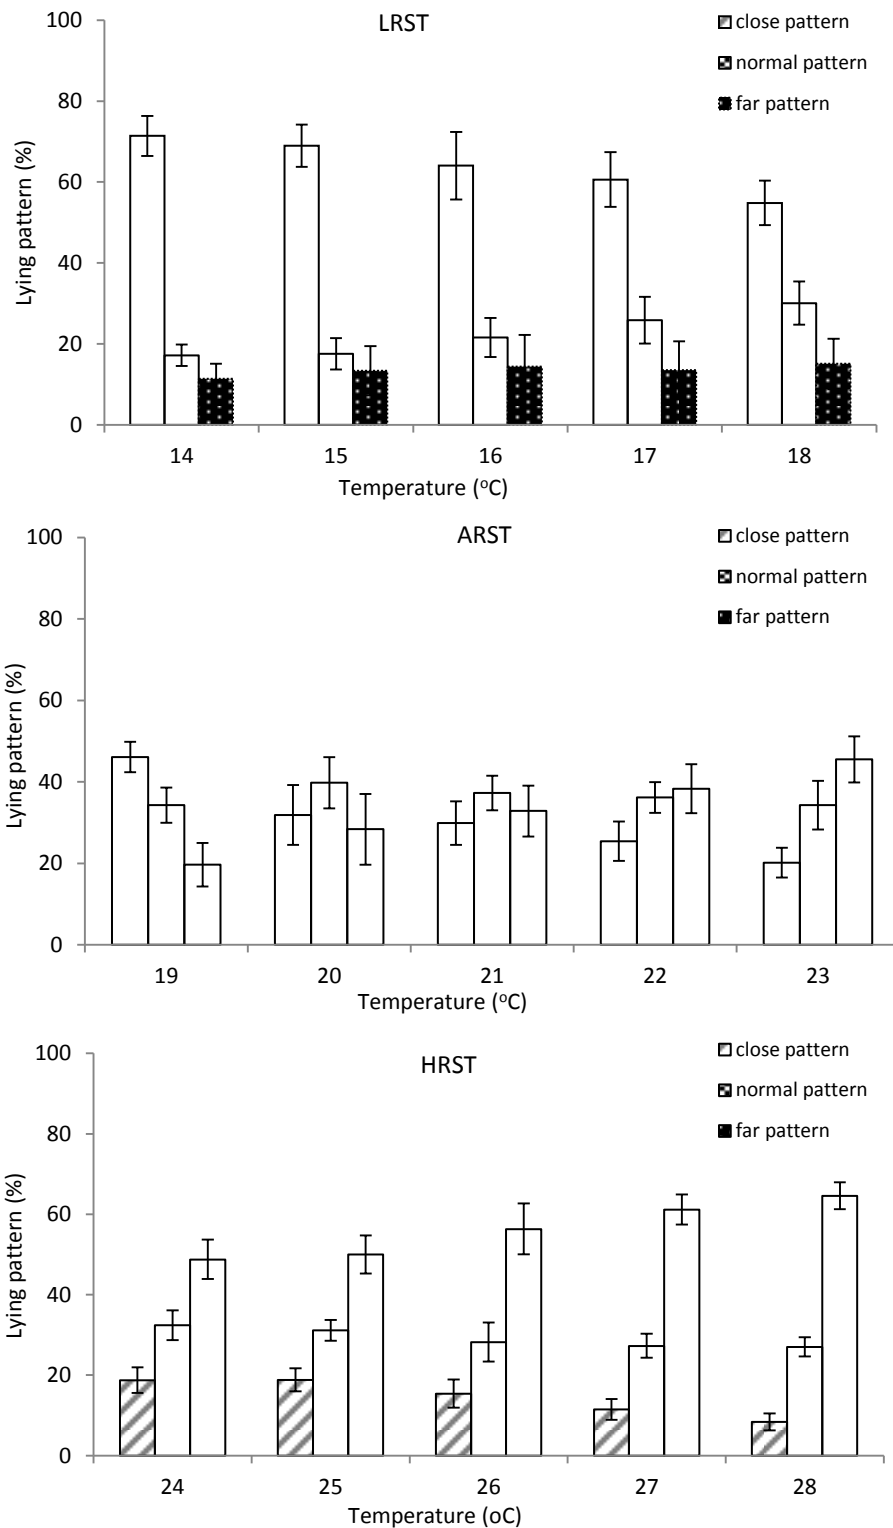 LRST
close pattern
normal pattern
far pattern
Lying pattern (%)
100
80
60
40
20
0
14 15 16 17 18
Temperature (ºC)
ARST
close pattern
normal pattern
far pattern
Lying pattern (%)
100
80
60
40
20
0
19 20 21 22 23
Temperature (ºC)
HRST
close pattern
normal pattern
far pattern
Lying pattern (%)
100
80
60
40
20
0
24 25 26 27 28
Temperature (oC)